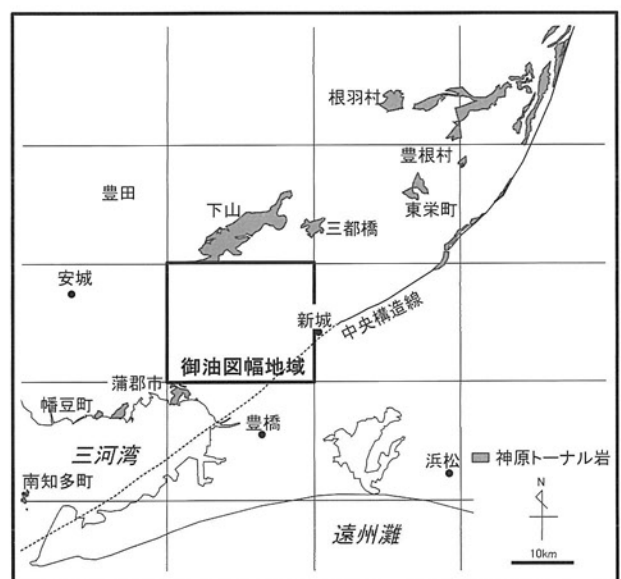 根羽村
豊根村
豊田
下山
三都橋
東栄町
安城
新城
中央構造線
御油図幅地域
蒲郡市
幡豆町
豊橋
三河湾
浜松
神原トーナル岩
南知多町
遠州灘
N
10km